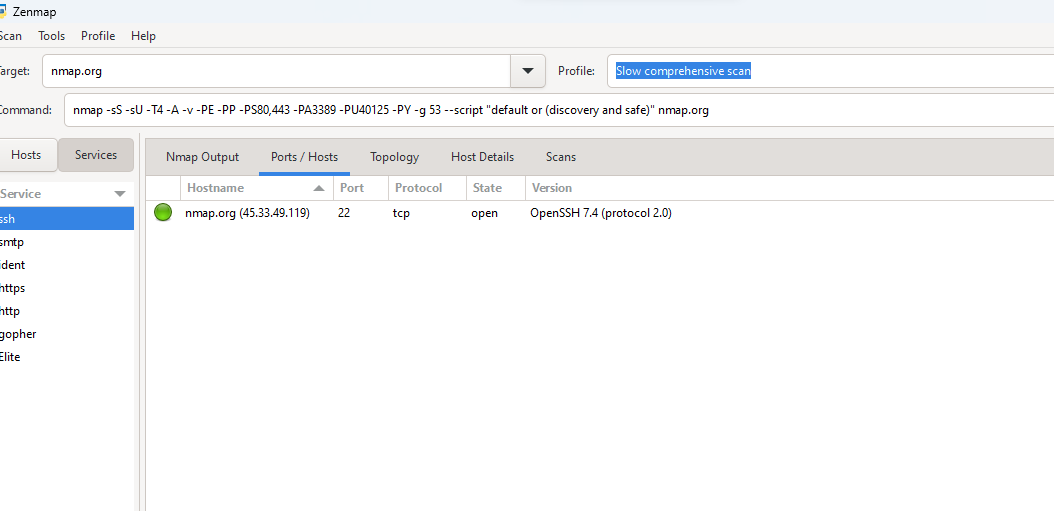 Zenmap
Scan Tools Profile Help
Target: nmap.org Profile: Slow comprehensive scan
Command: nmap -sS -sU -T4 -A -v -PE -PP -PS80,443 -PA3389 -PU40125 -PY -g 53 --script "default or (discovery and safe)" nmap.org
Hosts Services Nmap Output Ports / Hosts Topology Host Details Scans
Service Hostname Port Protocol State Version
ssh nmap.org (45.33.49.119) 22 tcp open OpenSSH 7.4 (protocol 2.0)
smtp
ident
https
http
gopher
Elite